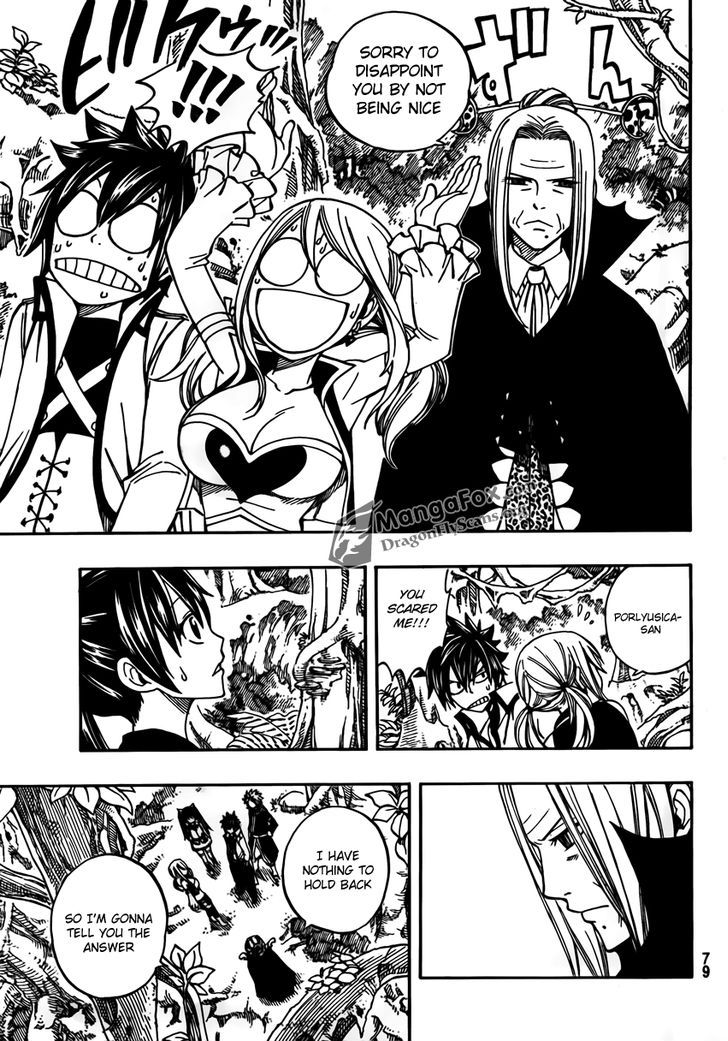 ビクゥッ
!!!
ずん
SORRY TO
DISAPPOINT
YOU BY NOT
BEING NICE
MangaFox
DragonFlyScans
PORLYUSICA-
SAN
YOU
SCARED
ME!!!
I HAVE
NOTHING TO
HOLD BACK
SO I'M GONNA
TELL YOU THE
ANSWER
79